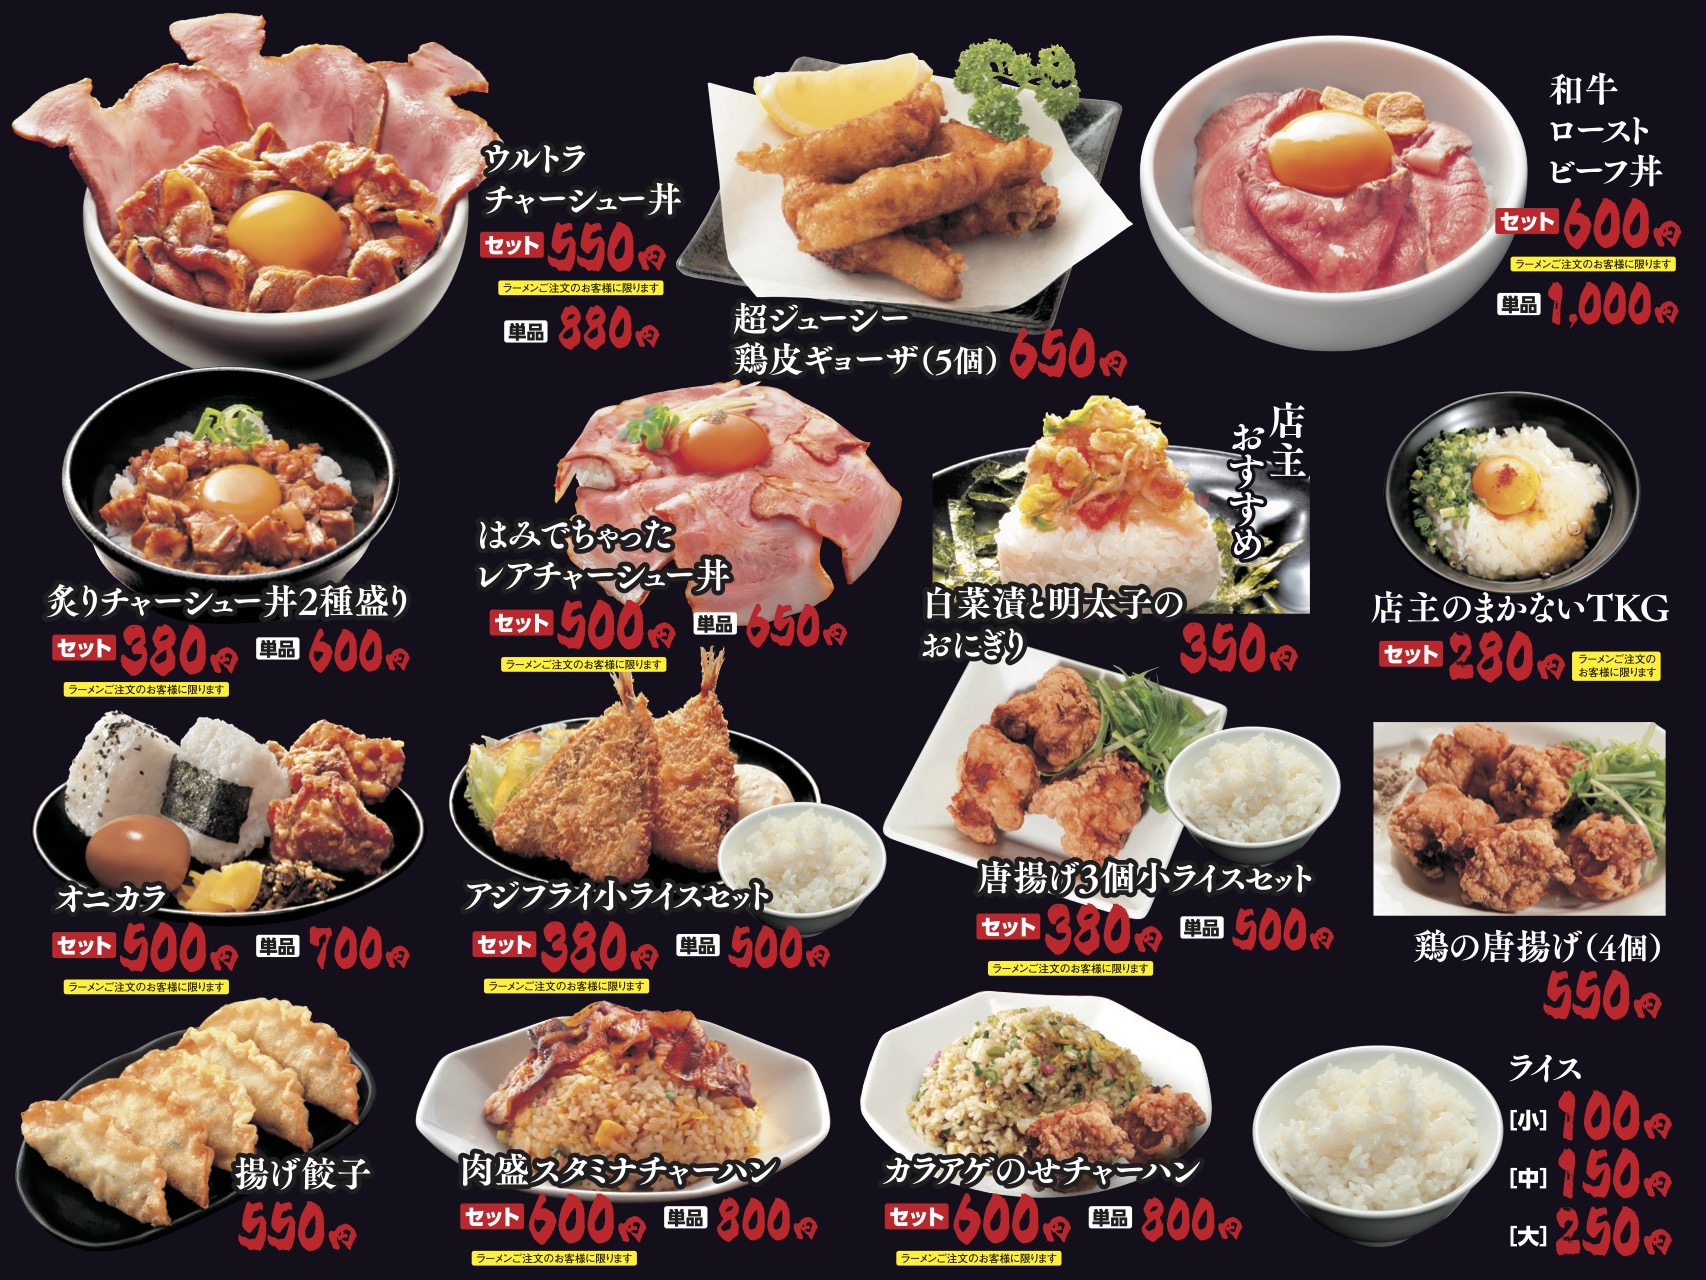 ウルトラ
チャーシュー丼
セット 550円
ラーメンご注文のお客様に限ります
単品 880円
超ジューシー
鶏皮ギョーザ（5個） 650円
和牛
ロースト
ビーフ丼
セット 600円
ラーメンご注文のお客様に限ります
単品 1,000円
炙りチャーシュー丼2種盛り
セット 380円 単品 600円
ラーメンご注文のお客様に限ります
はみでちゃった
レアチャーシュー丼
セット 500円 単品 650円
ラーメンご注文のお客様に限ります
店主
おすすめ
白菜漬と明太子の
おにぎり
350円
店主のまかないTKG
セット 280円
ラーメンご注文の
お客様に限ります
オニカラ
セット 500円 単品 700円
ラーメンご注文のお客様に限ります
アジフライ小ライスセット
セット 380円 単品 500円
ラーメンご注文のお客様に限ります
唐揚げ3個小ライスセット
セット 380円 単品 500円
ラーメンご注文のお客様に限ります
鶏の唐揚げ（4個）
550円
揚げ餃子
550円
肉盛スタミナチャーハン
セット 600円 単品 800円
ラーメンご注文のお客様に限ります
カラアゲのせチャーハン
セット 600円 単品 800円
ラーメンご注文のお客様に限ります
ライス
［小］ 100円
［中］ 150円
［大］ 250円